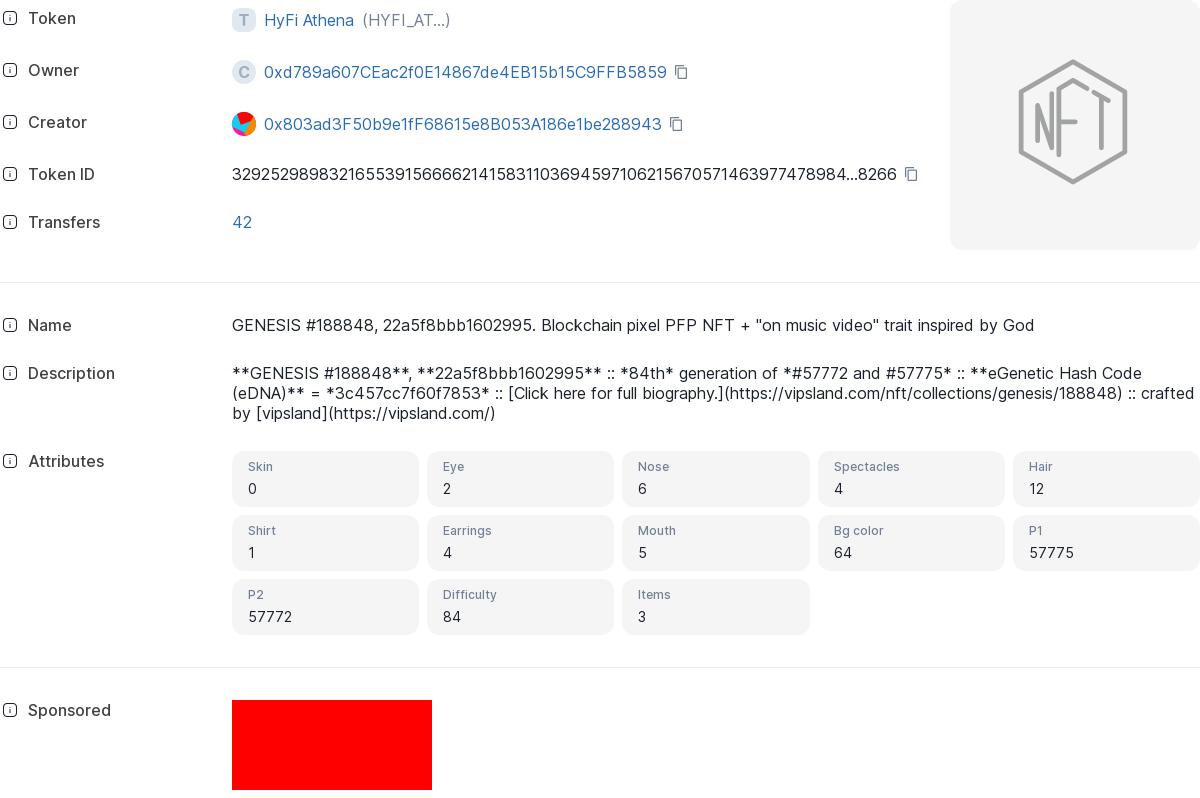 Token
T HyFi Athena (HYFI_AT...)
Owner
C 0xd789a607CEac2f0E14867de4EB15b15C9FFB5859
Creator
0x803ad3F50b9e1fF68615e8B053A186e1be288943
Token ID
32925298983216553915666621415831103694597106215670571463977478984...8266
Transfers
42
NFT
Name
GENESIS #188848, 22a5f8bbb1602995. Blockchain pixel PFP NFT + "on music video" trait inspired by God
Description
**GENESIS #188848**, **22a5f8bbb1602995** :: *84th* generation of *#57772 and #57775* :: **eGenetic Hash Code
(eDNA)** = *3c457cc7f60f7853* :: [Click here for full biography.](https://vipsland.com/nft/collections/genesis/188848) :: crafted
by [vipsland](https://vipsland.com/)
Attributes
Skin
0
Eye
2
Nose
6
Spectacles
4
Hair
12
Shirt
1
Earrings
4
Mouth
5
Bg color
64
P1
57775
P2
57772
Difficulty
84
Items
3
Sponsored